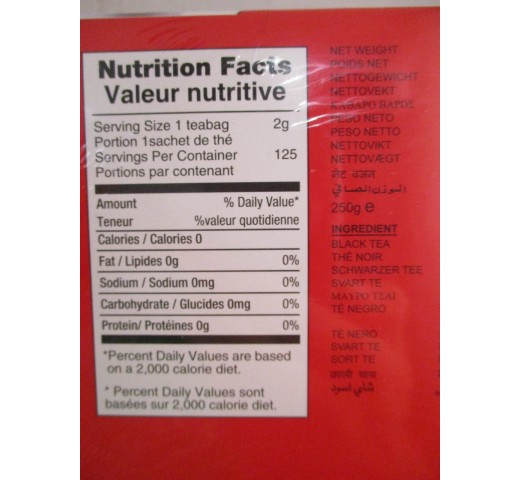 Nutrition Facts
Valeur nutritive
Serving Size 1 teabag 2g
Portion 1sachet de thé
Servings Per Container 125
Portions par contenant
Amount % Daily Value*
Teneur %valeur quotidienne
Calories / Calories 0
Fat / Lipides 0g 0%
Sodium / Sodium 0mg 0%
Carbohydrate / Glucides 0mg 0%
Protein/ Protéines 0g 0%
*Percent Daily Values are based
on a 2,000 calorie diet.
* Percent Daily Values sont
basées sur 2,000 calorie diet.
NET WEIGHT
POIDS NET
NETTOGEWICHT
NETTOVEKT
ΚΑΘΑΡΟ ΒΑΡΟΣ
PESO NETO
PESO NETTO
NETTOVIKT
NETTOVÆGT
नेट वजन
الوزن الصافي
250g e
INGREDIENT
BLACK TEA
THÉ NOIR
SCHWARZER TEE
SVART TE
ΜΑΥΡΟ ΤΣΑΙ
TÉ NEGRO
TÈ NERO
SVART TE
SORT TE
काली चाय
شاي اسود